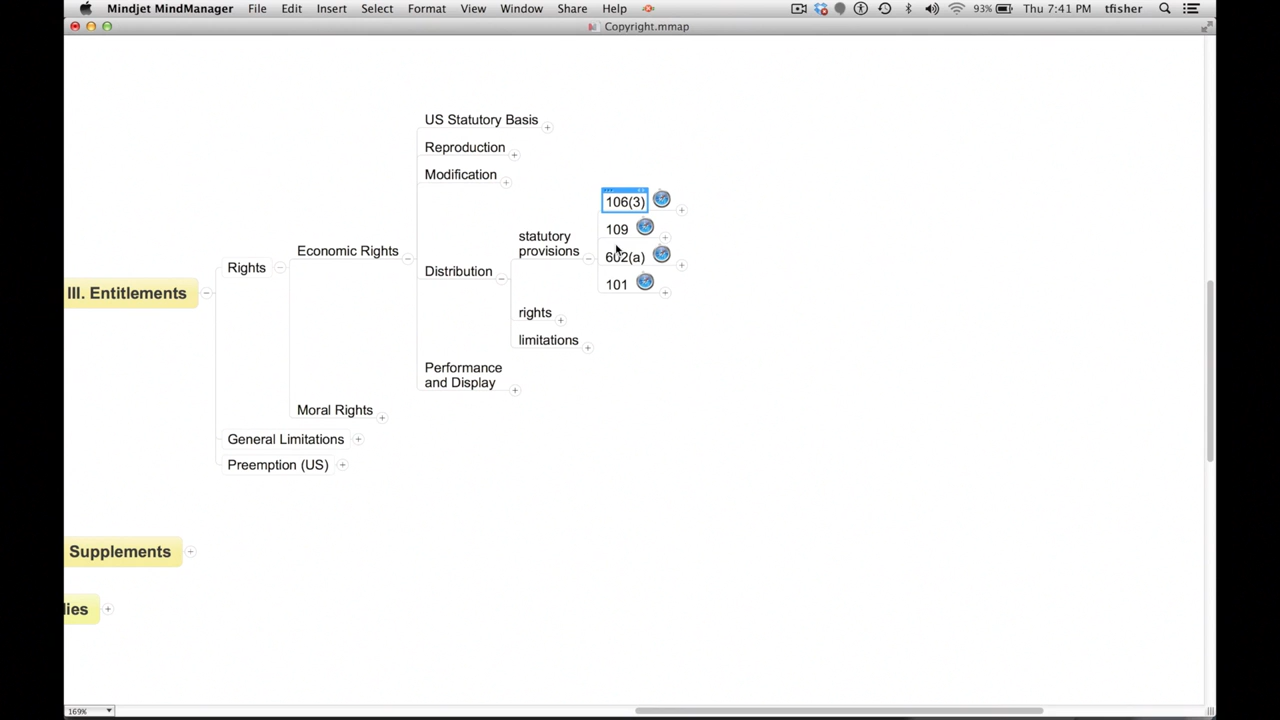 Mindjet MindManager File Edit Insert Select Format View Window Share Help 93% Thu 7:41 PM tfisher
Copyright.mmap
US Statutory Basis
Reproduction
Modification
106(3)
109
statutory
provisions
602(a)
101
Economic Rights
Rights
Distribution
III. Entitlements
rights
limitations
Performance
and Display
Moral Rights
General Limitations
Preemption (US)
Supplements
lies
169%